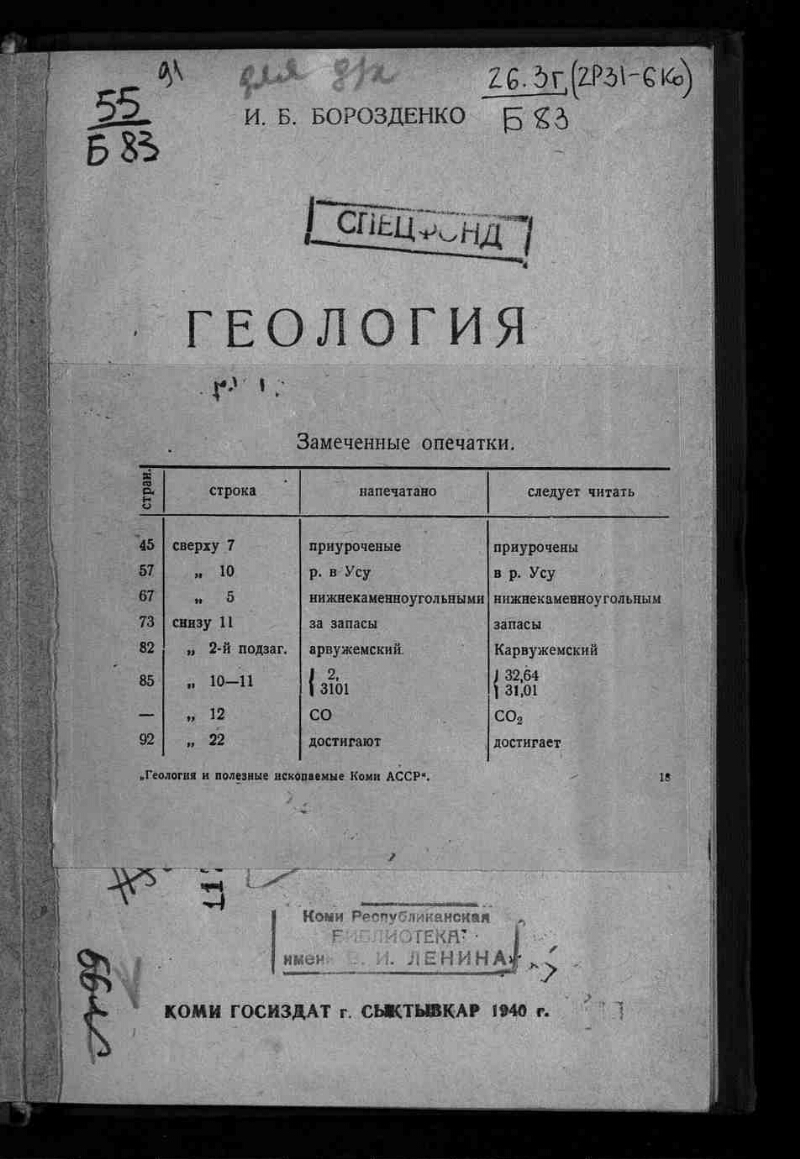 55
Б 83
26.3г(2Р31-6Ко)
Б 83
И. Б. БОРОЗДЕНКО
СПЕЦФОНД
ГЕОЛОГИЯ
Замеченные опечатки.
стран. строка напечатано следует читать
45 сверху 7 приуроченые приурочены
57 „ 10 р. в Усу в р. Усу
67 „ 5 нижнекаменноугольными нижнекаменноугольным
73 снизу 11 за запасы запасы
82 „ 2-й подзаг. арвужемский Карвужемский
85 „ 10—11 { 2, 3101 { 32,64 31,01
— „ 12 СО СО₂
92 „ 22 достигают достигает
„Геология и полезные ископаемые Коми АССР“. 18
Коми Республиканская
БИБЛИОТЕКА
имени В. И. ЛЕНИНА
КОМИ ГОСИЗДАТ г. СЫКТЫВКАР 1940 г.